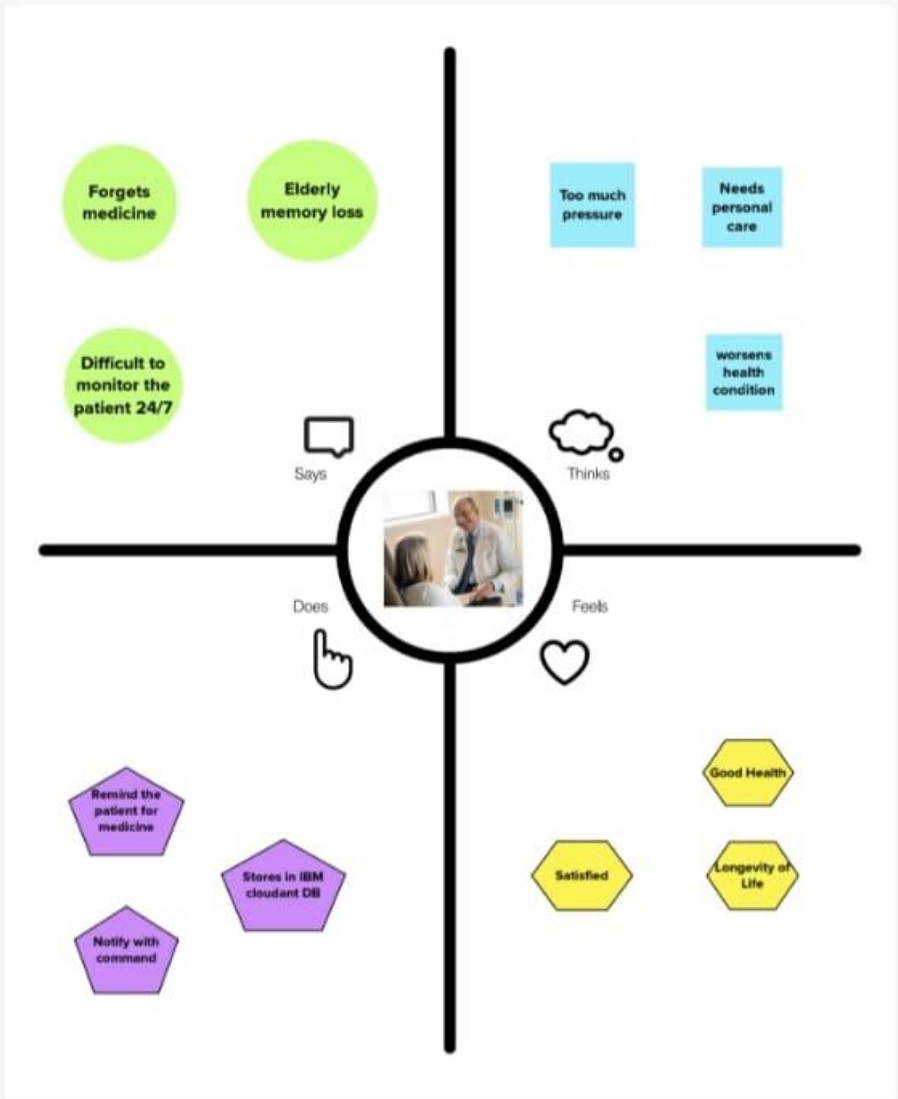 Forgets
medicine
Elderly
memory loss
Difficult to
monitor the
patient 24/7
Says
Too much
pressure
Needs
personal
care
worsens
health
condition
Thinks
Does
Remind the
patient for
medicine
Stores in IBM
cloudant DB
Notify with
command
Feels
Good Health
Satisfied
Longevity of
Life